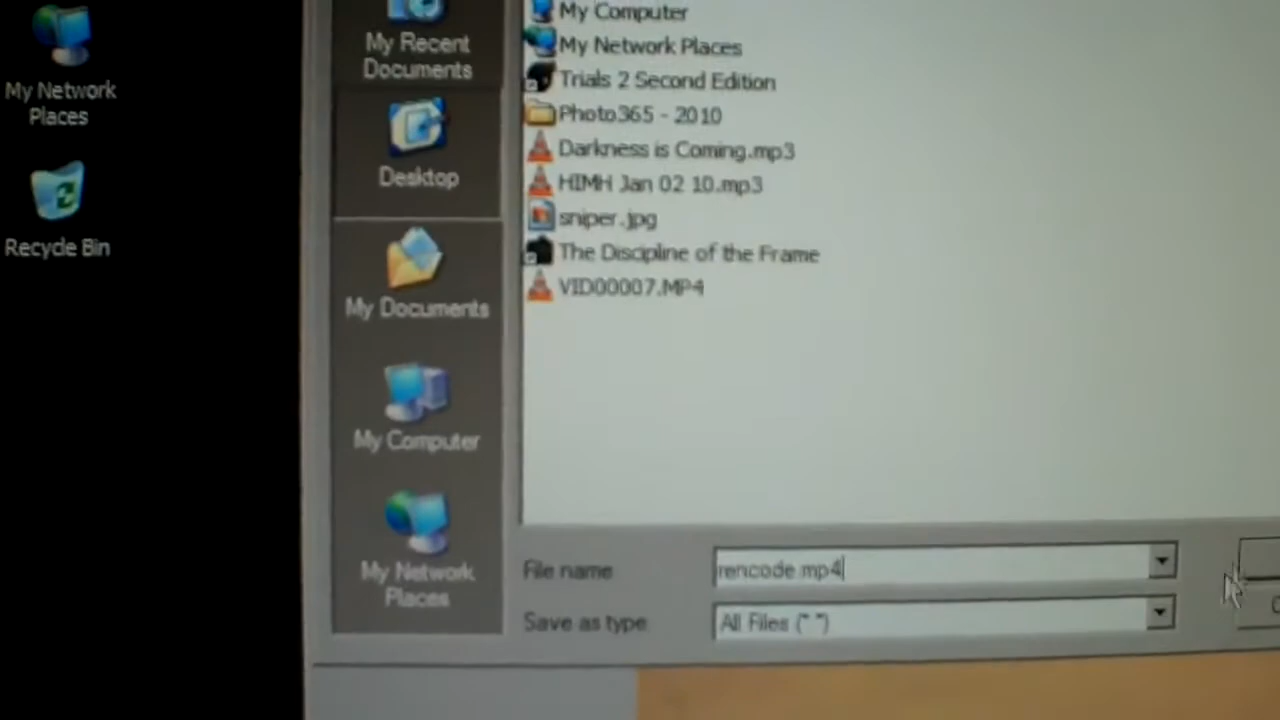 My Network
Places
Recycle Bin
My Recent
Documents
Desktop
My Documents
My Computer
My Network
Places
My Computer
My Network Places
Trials 2 Second Edition
Photo365 - 2010
Darkness is Coming.mp3
HIMH Jan 02 10.mp3
sniper.jpg
The Discipline of the Frame
VID00007.MP4
File name
rencode.mp4
Save as type
All Files (*.*)